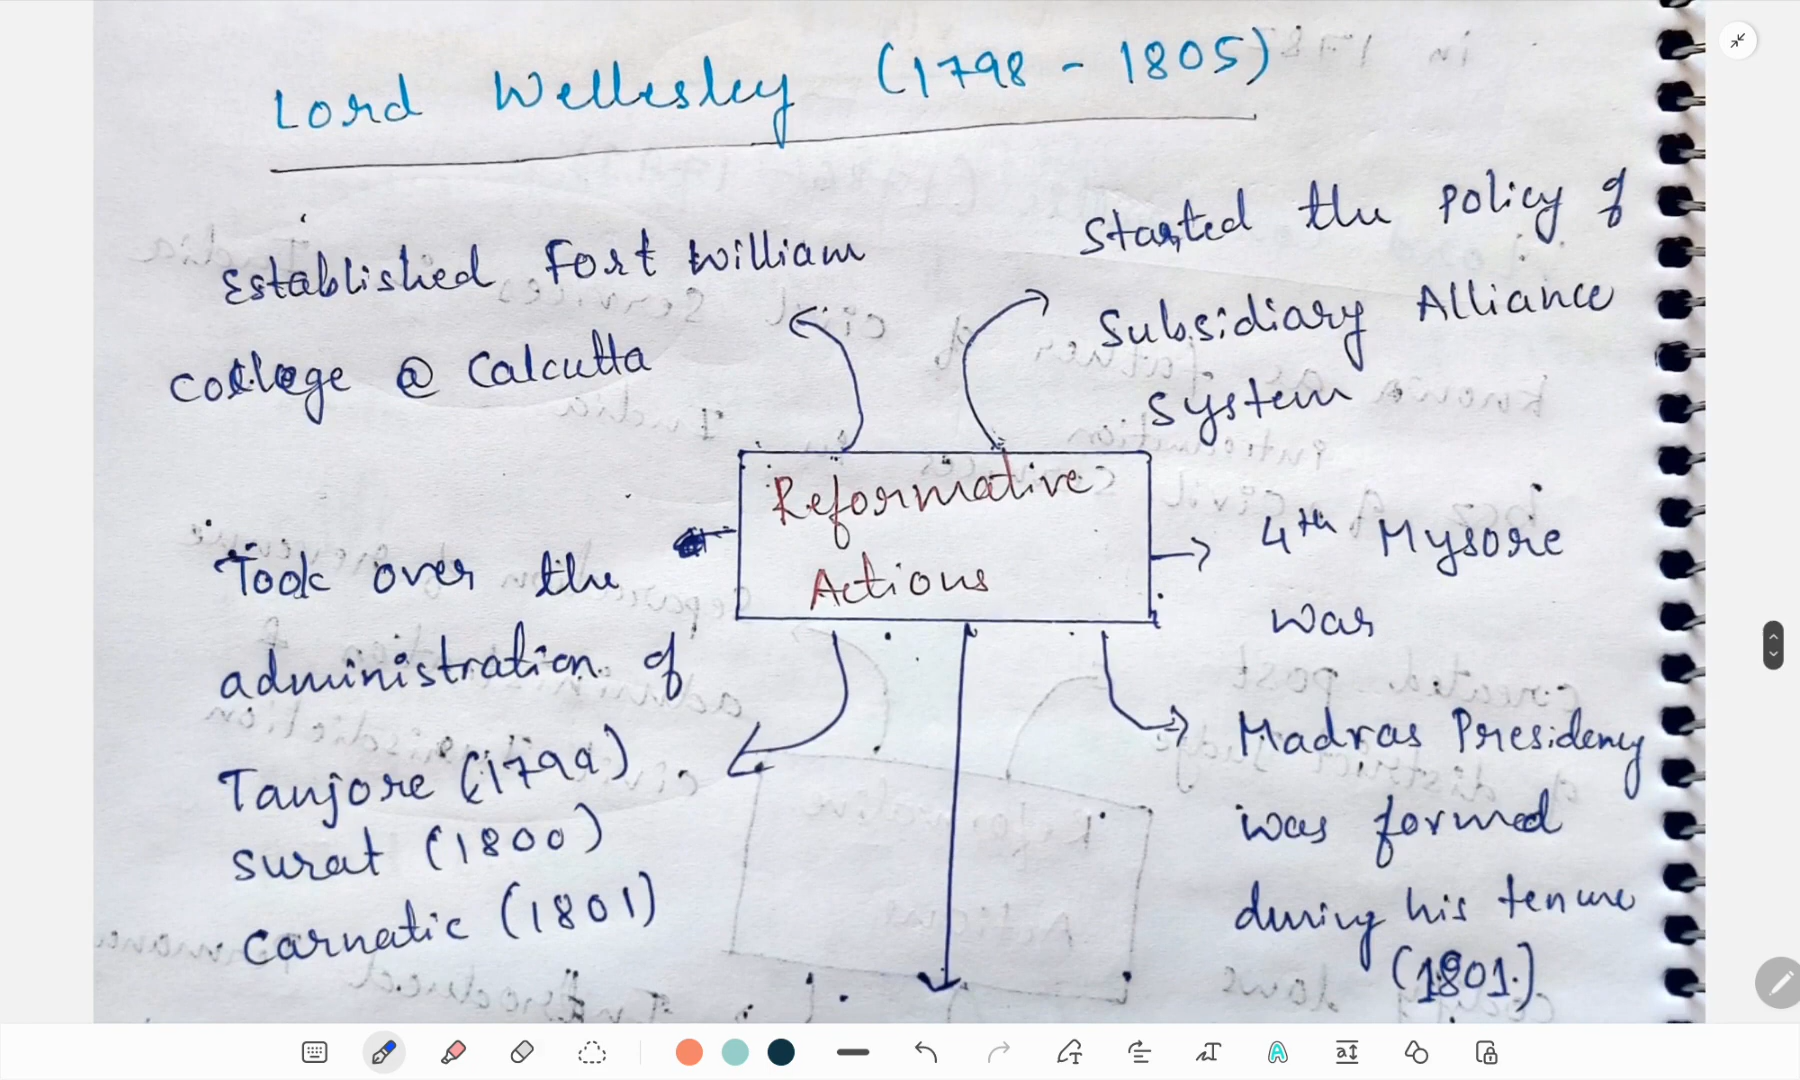 Lord Wellesley (1798 - 1805)
Established Fort William
College @ Calcutta
Started the Policy of
Subsidiary Alliance
System
Reformative
Actions
4th Mysore
was
Took over the
administration of
Tanjore (1799)
Surat (1800)
Carnatic (1801)
Madras Presidency
was formed
during his tenure
(1801)